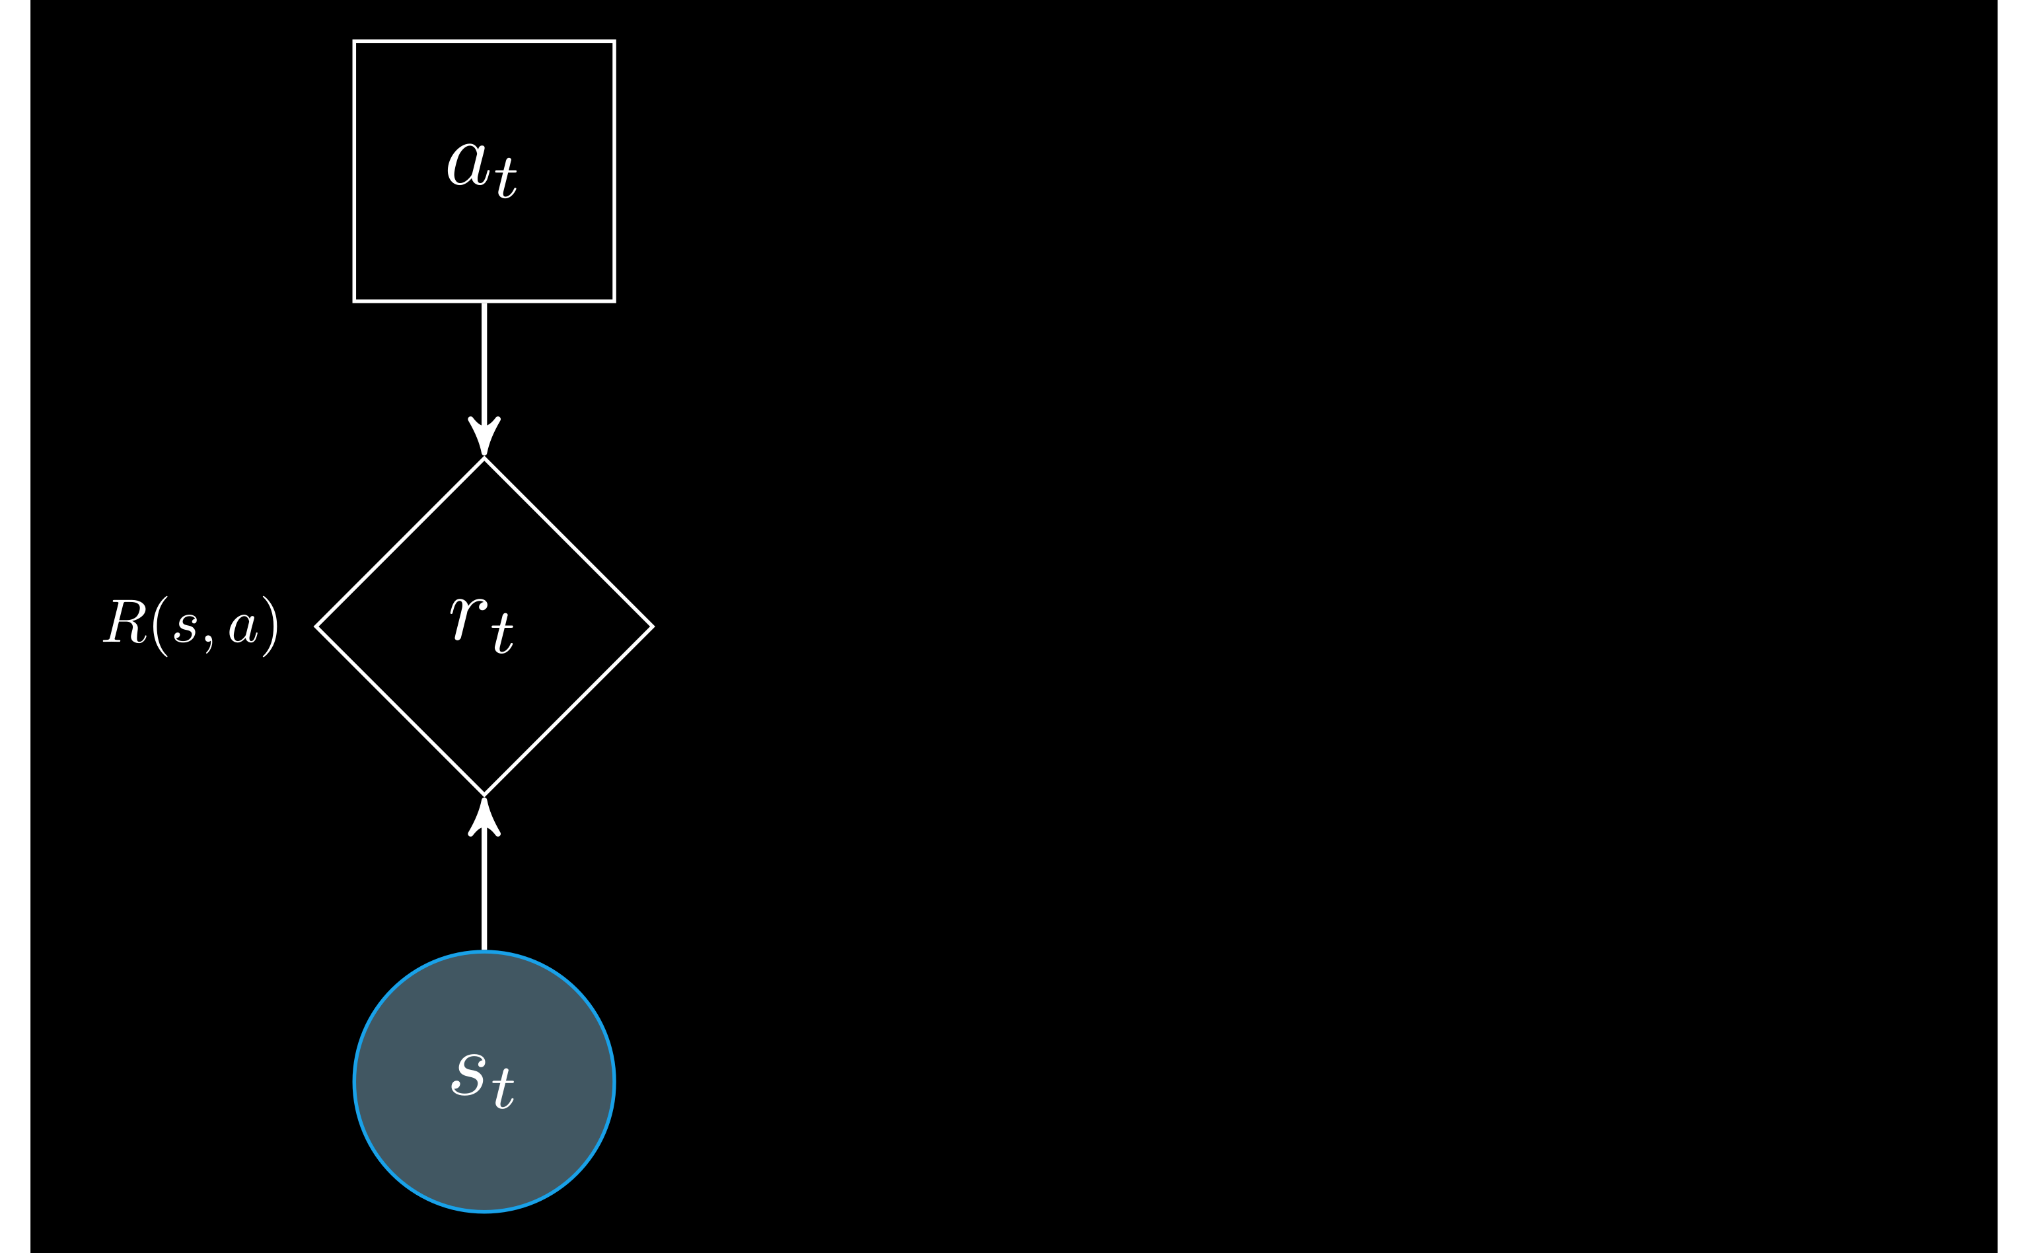 a_t
R(s, a)
r_t
s_t